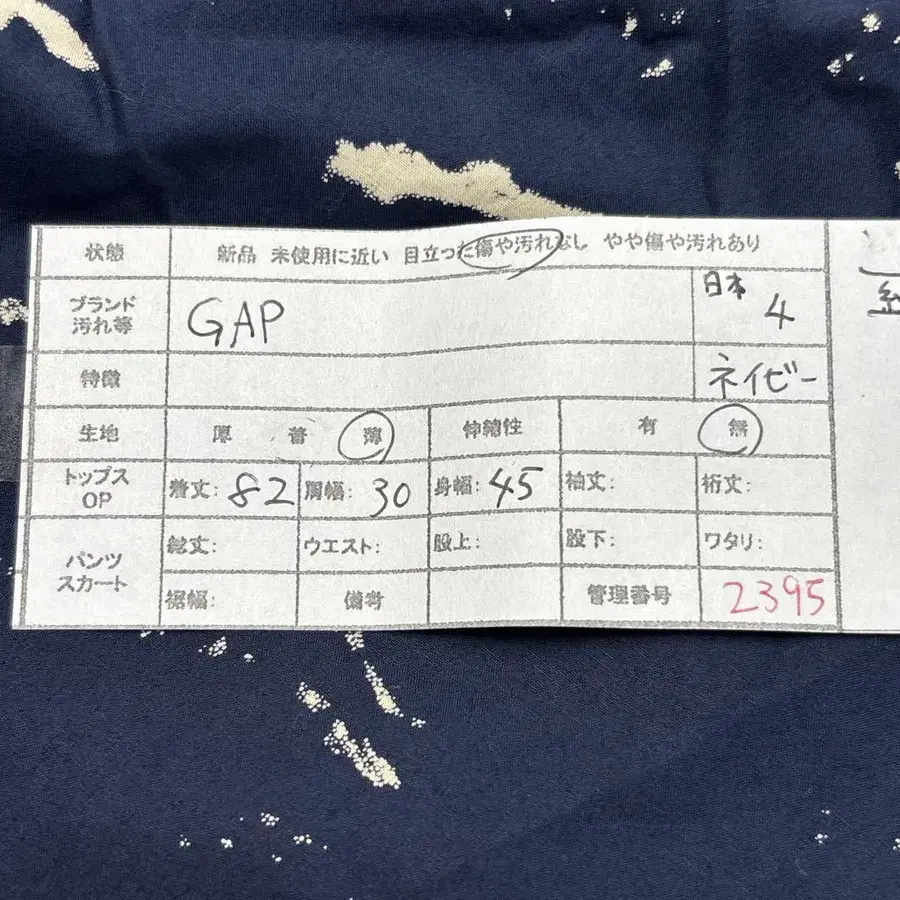 状態 新品 未使用に近い 目立った傷や汚れなし やや傷や汚れあり
ブランド 汚れ等 GAP 日本 4
特徴 ネイビー
生地 厚 普 薄 伸縮性 有 無
トップス OP 着丈: 82 肩幅: 30 身幅: 45 袖丈: 裄丈:
パンツ スカート 総丈: ウエスト: 股上: 股下: ワタリ:
裾幅: 備考 管理番号 2395